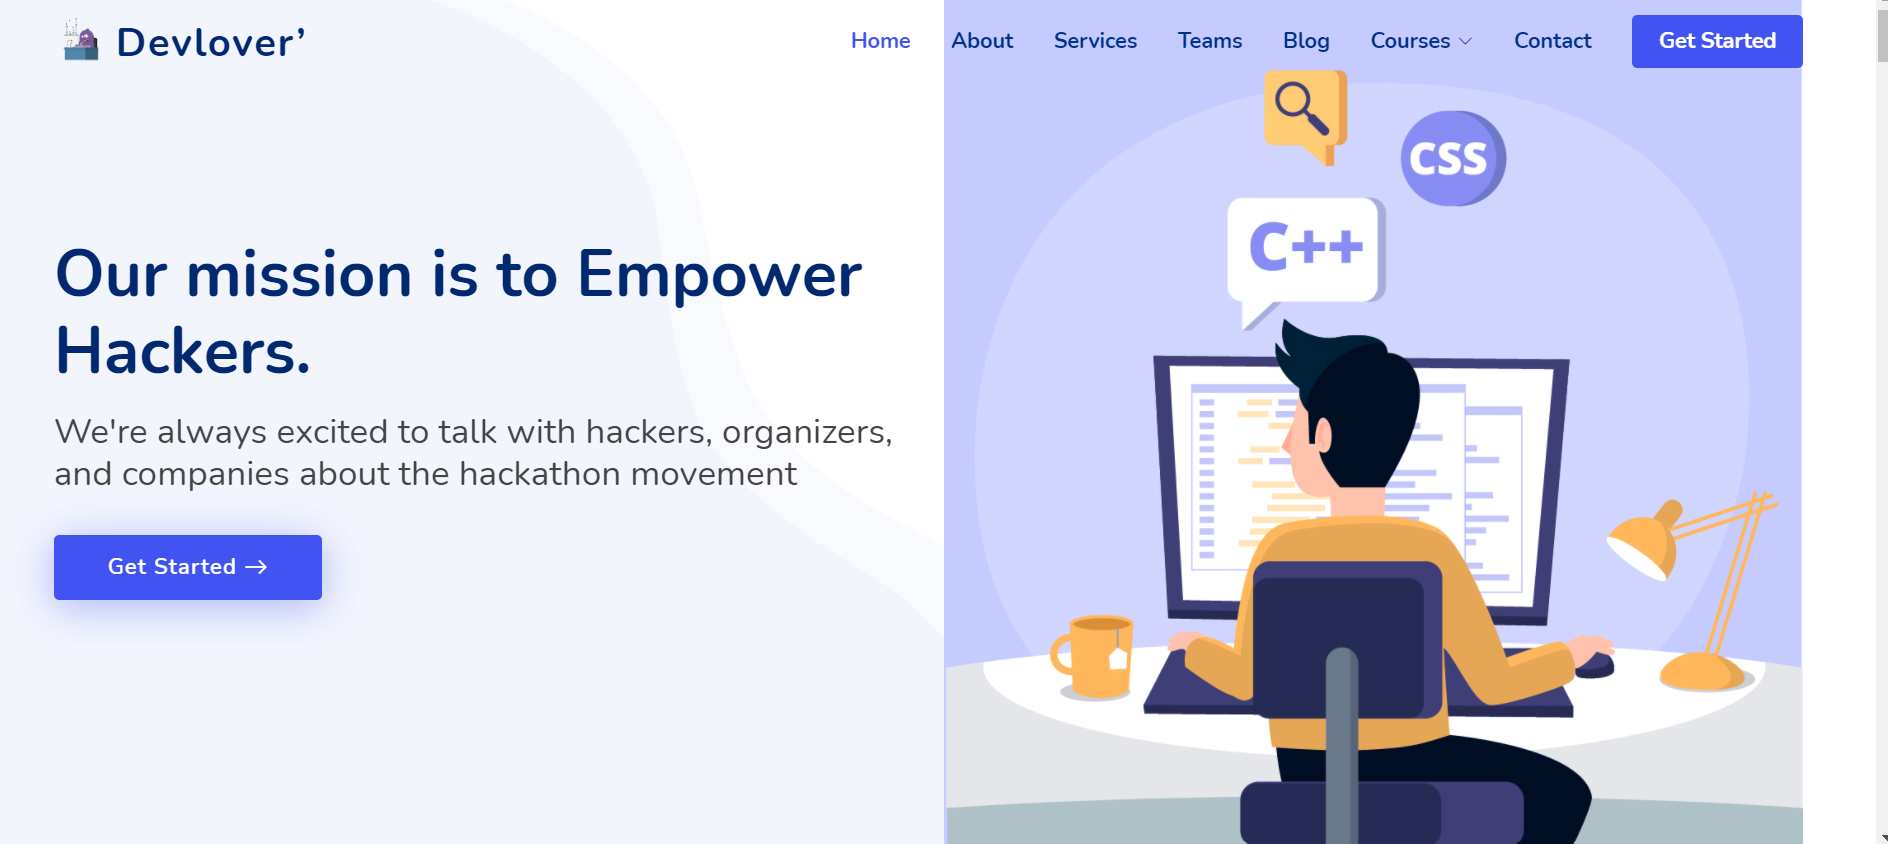 Devlover’
Home About Services Teams Blog Courses Contact Get Started
CSS
C++
Our mission is to Empower
Hackers.
We're always excited to talk with hackers, organizers,
and companies about the hackathon movement
Get Started →